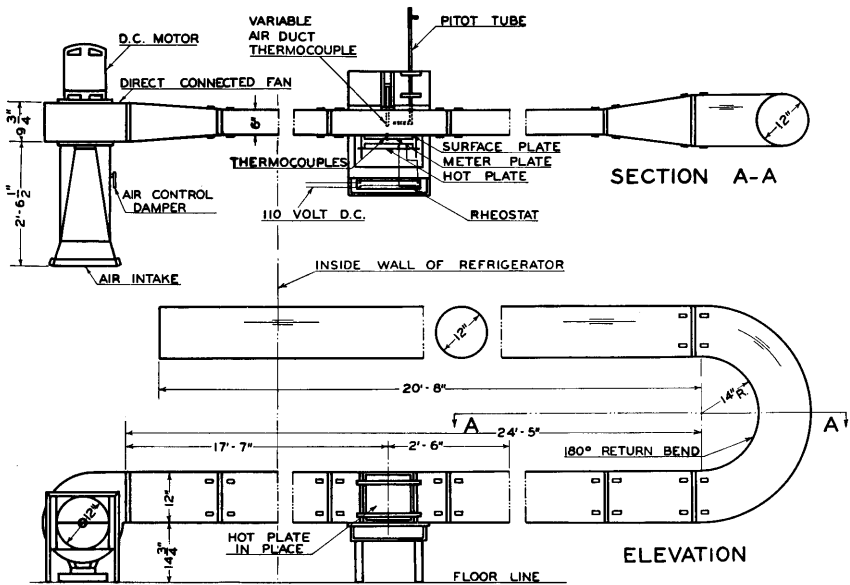 VARIABLE
AIR DUCT
THERMOCOUPLE
PITOT TUBE
D.C. MOTOR
DIRECT CONNECTED FAN
9 3/4"
6"
12"
THERMOCOUPLES
SURFACE PLATE
METER PLATE
HOT PLATE
SECTION A-A
2'-6 1/2"
AIR CONTROL
DAMPER
110 VOLT D.C.
RHEOSTAT
AIR INTAKE
INSIDE WALL OF REFRIGERATOR
12"
20'-8"
14"
R.
A
A
24'-5"
17'-7"
2'-6"
180° RETURN BEND
12"
12"
HOT PLATE
IN PLACE
14 3/4"
ELEVATION
FLOOR LINE